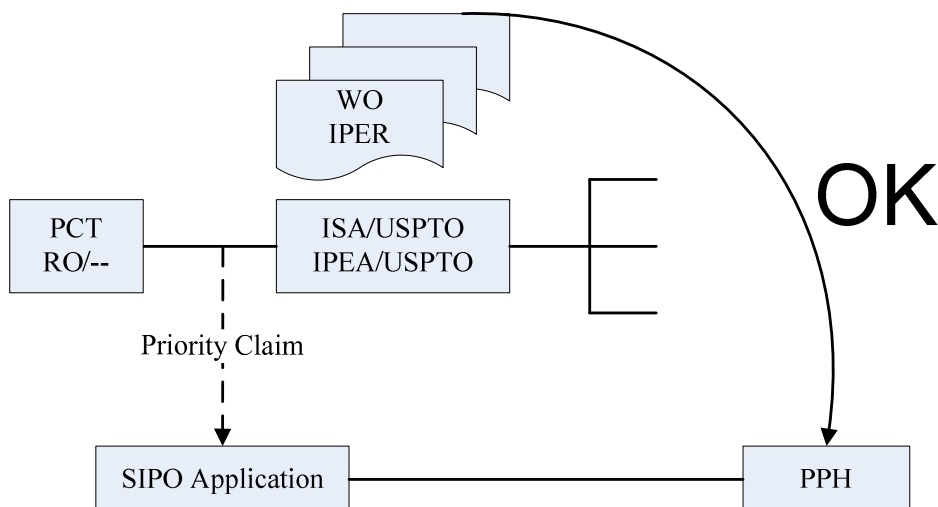 WO
IPER
OK
PCT
RO/--
ISA/USPTO
IPEA/USPTO
Priority Claim
SIPO Application
PPH